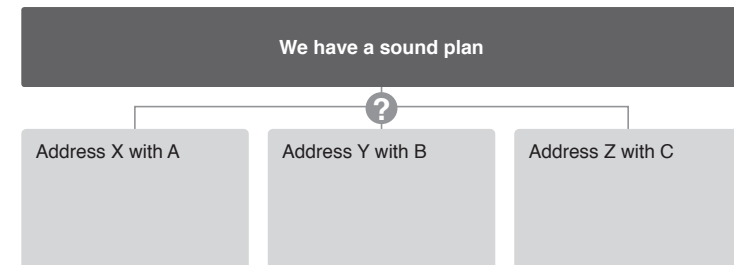 We have a sound plan
?
Address X with A
Address Y with B
Address Z with C